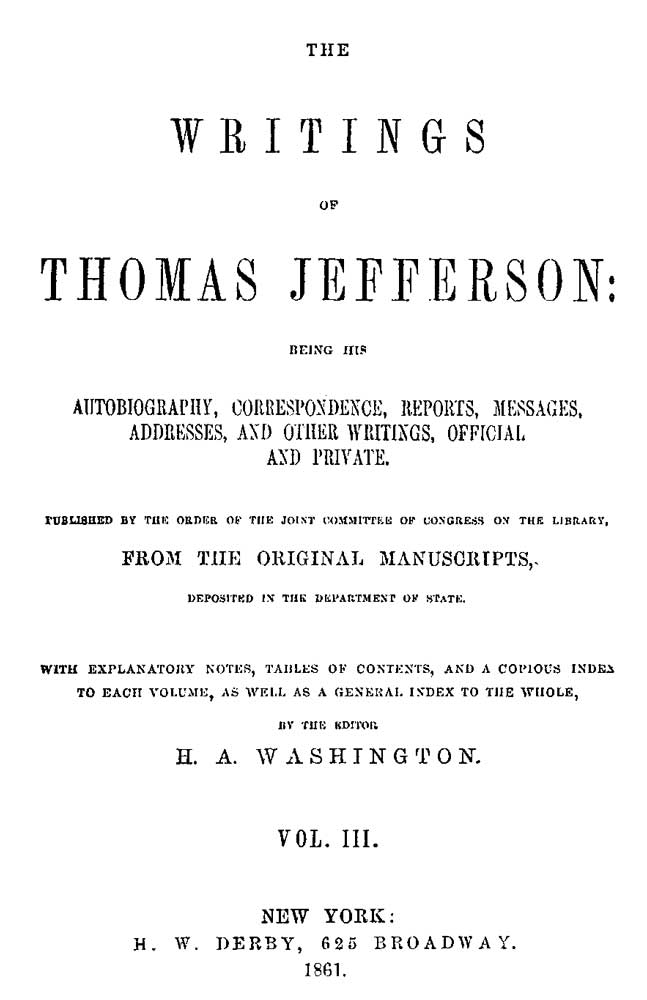 THE
WRITINGS
OF
THOMAS JEFFERSON:
BEING HIS
AUTOBIOGRAPHY, CORRESPONDENCE, REPORTS, MESSAGES,
ADDRESSES, AND OTHER WRITINGS, OFFICIAL
AND PRIVATE.
PUBLISHED BY THE ORDER OF THE JOINT COMMITTEE OF CONGRESS ON THE LIBRARY,
FROM THE ORIGINAL MANUSCRIPTS,
DEPOSITED IN THE DEPARTMENT OF STATE.
WITH EXPLANATORY NOTES, TABLES OF CONTENTS, AND A COPIOUS INDEX
TO EACH VOLUME, AS WELL AS A GENERAL INDEX TO THE WHOLE,
BY THE EDITOR
H. A. WASHINGTON.
VOL. III.
NEW YORK:
H. W. DERBY, 625 BROADWAY.
1861.